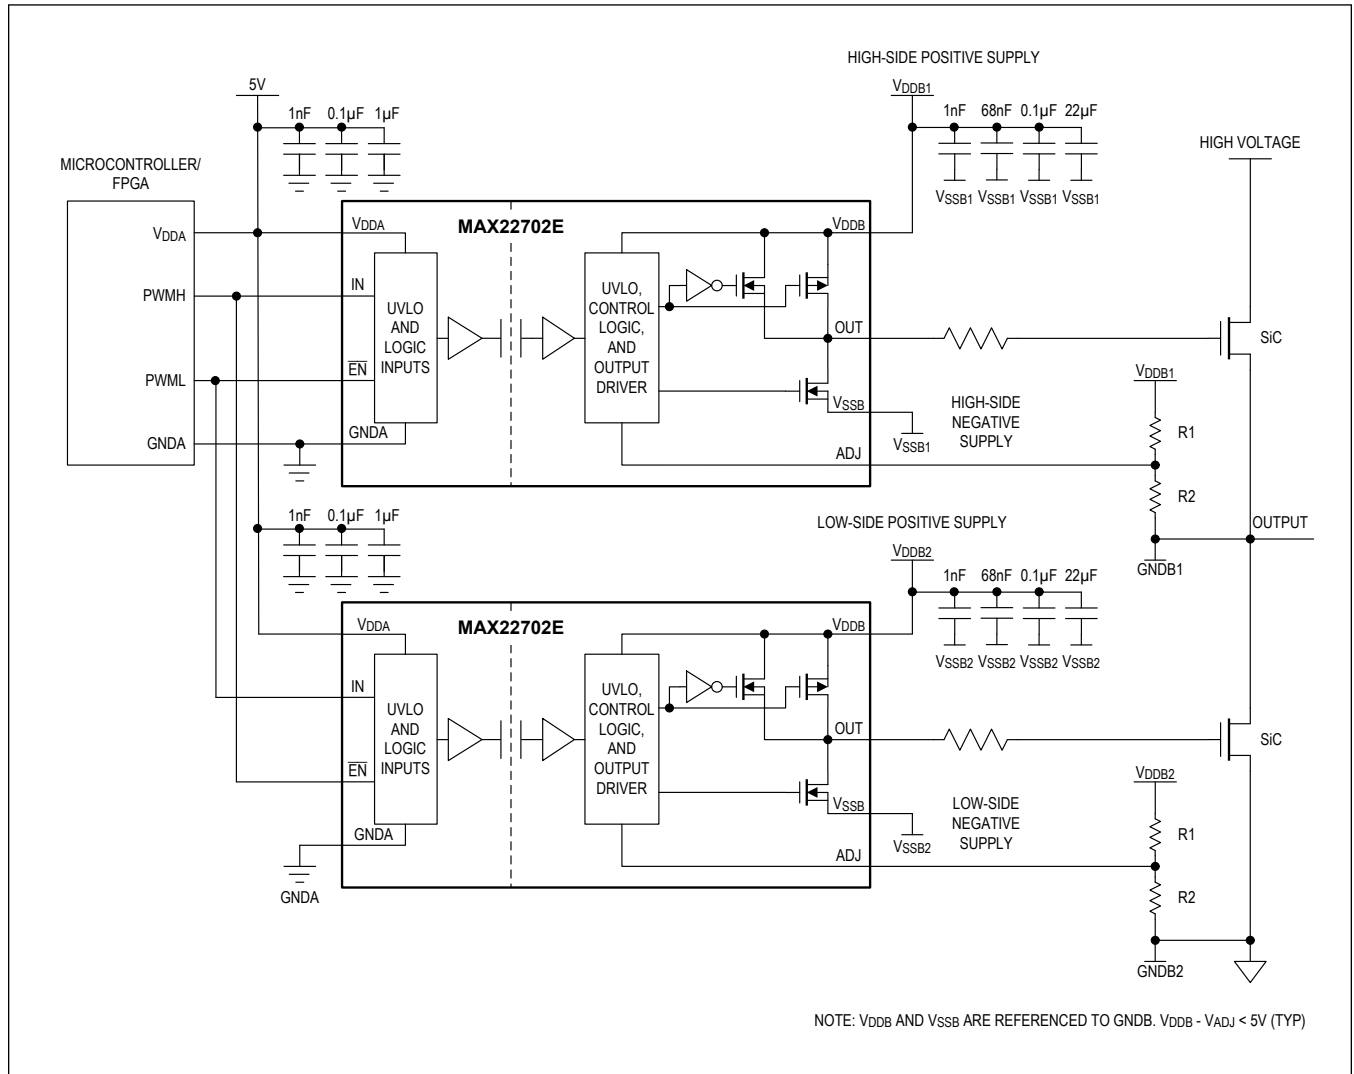 HIGH-SIDE POSITIVE SUPPLY
5V
VDDB1
1nF 0.1µF 1µF
1nF 68nF 0.1µF 22µF
HIGH VOLTAGE
MICROCONTROLLER/
FPGA
VSSB1 VSSB1 VSSB1 VSSB1
VDDA
VDDA
MAX22702E
VDDB
PWMH
IN
UVLO
AND
LOGIC
INPUTS
UVLO,
CONTROL
LOGIC,
AND
OUTPUT
DRIVER
OUT
SiC
PWML
EN
VDDB1
VSSB
HIGH-SIDE
NEGATIVE
SUPPLY
GNDA
GNDA
VSSB1
R1
ADJ
R2
1nF 0.1µF 1µF
LOW-SIDE POSITIVE SUPPLY
OUTPUT
VDDB2
GNDB1
1nF 68nF 0.1µF 22µF
VDDA
MAX22702E
VDDB
VSSB2 VSSB2 VSSB2 VSSB2
IN
UVLO
AND
LOGIC
INPUTS
UVLO,
CONTROL
LOGIC,
AND
OUTPUT
DRIVER
OUT
SiC
EN
VDDB2
VSSB
LOW-SIDE
NEGATIVE
SUPPLY
GNDA
VSSB2
R1
ADJ
GNDA
R2
GNDB2
NOTE: VDDB AND VSSB ARE REFERENCED TO GNDB. VDDB - VADJ < 5V (TYP)